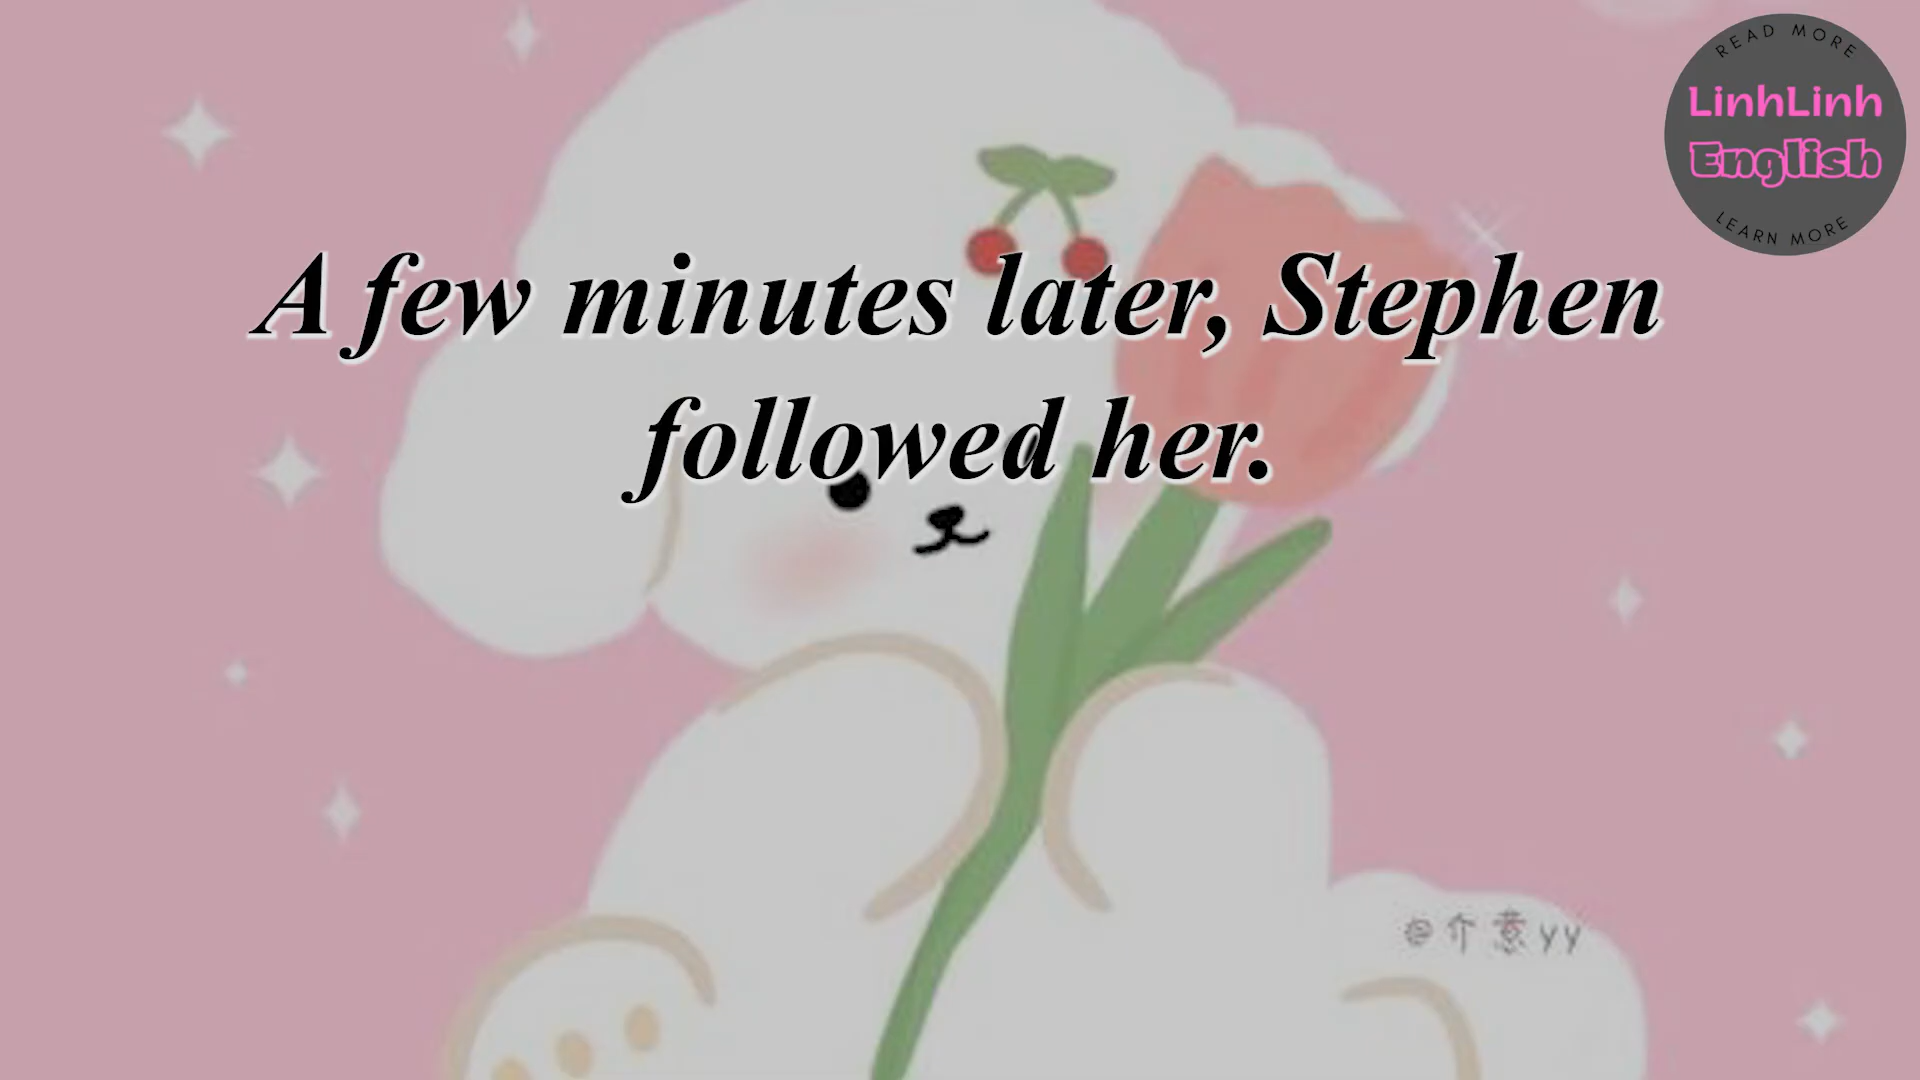 READ MORE
LinhLinh
English
LEARN MORE
A few minutes later, Stephen
followed her.
@介意yy